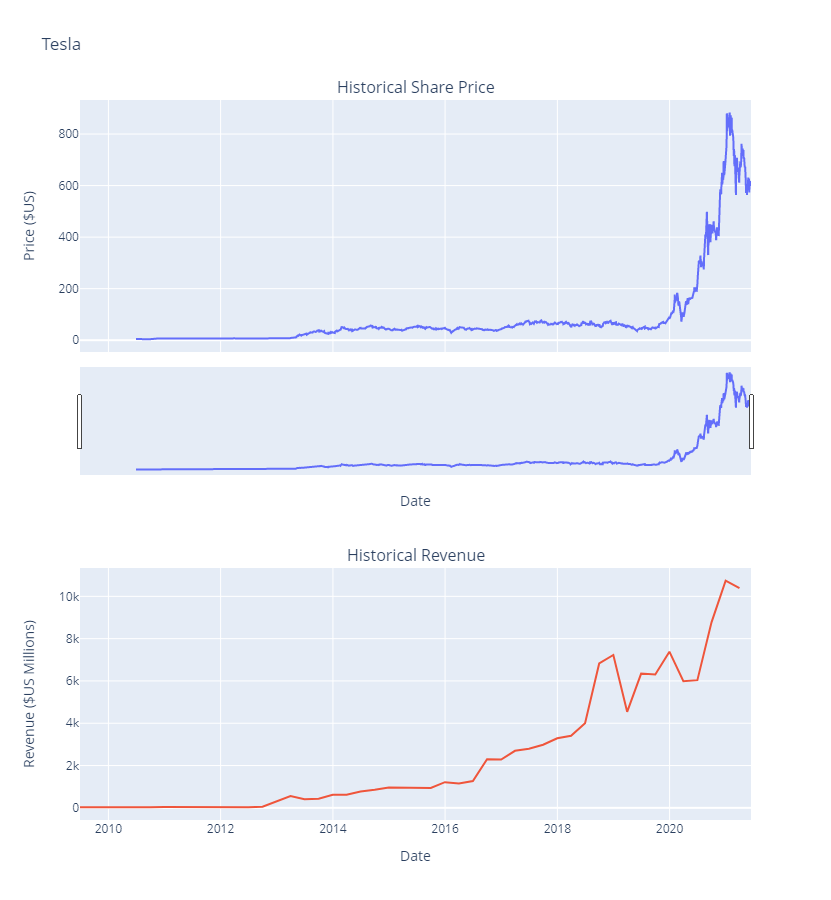 Tesla
Historical Share Price
Price ($US)
800
600
400
200
0
Date
Historical Revenue
Revenue ($US Millions)
10k
8k
6k
4k
2k
0
2010 2012 2014 2016 2018 2020
Date